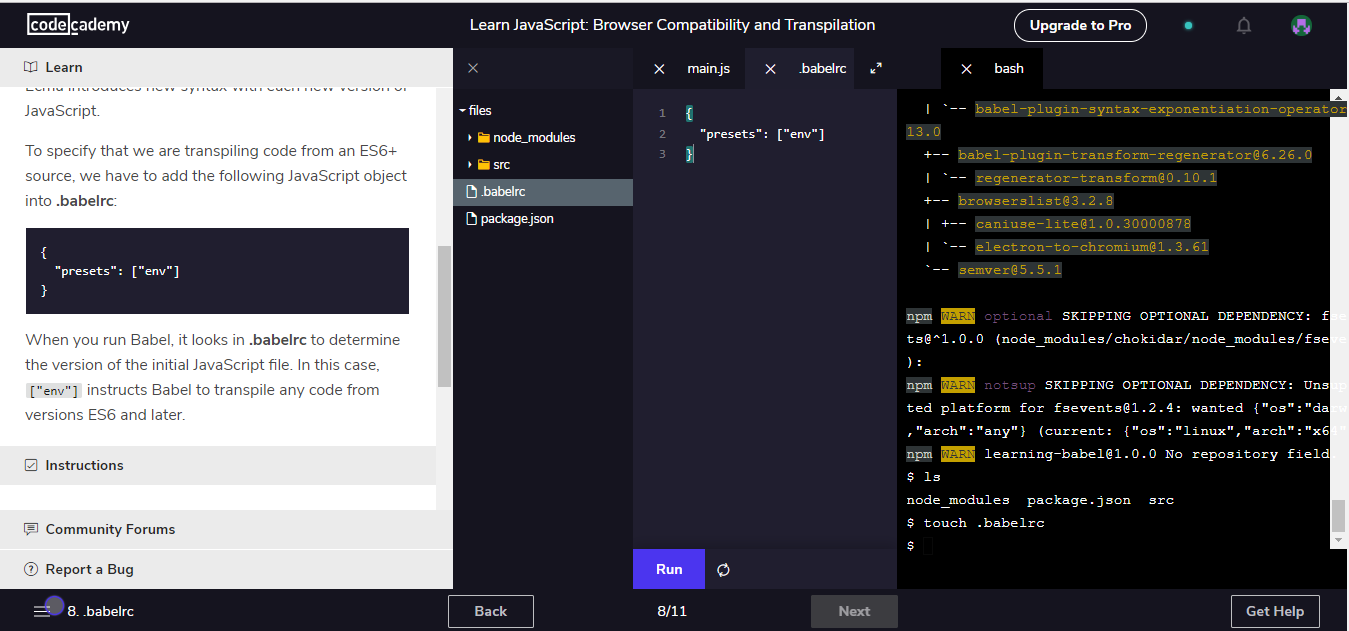 codecademy
Learn JavaScript: Browser Compatibility and Transpilation
Upgrade to Pro
Learn
JavaScript.
To specify that we are transpiling code from an ES6+
source, we have to add the following JavaScript object
into .babelrc:
{
"presets": ["env"]
}
When you run Babel, it looks in .babelrc to determine
the version of the initial JavaScript file. In this case,
["env"] instructs Babel to transpile any code from
versions ES6 and later.
Instructions
Community Forums
Report a Bug
files
node_modules
src
.babelrc
package.json
main.js
.babelrc
1 {
2 "presets": ["env"]
3 }
Run
bash
| `-- babel-plugin-syntax-exponentiation-operator
13.0
+-- babel-plugin-transform-regenerator@6.26.0
| `-- regenerator-transform@0.10.1
+-- browserslist@3.2.8
| +-- caniuse-lite@1.0.30000878
| `-- electron-to-chromium@1.3.61
`-- semver@5.5.1
npm WARN optional SKIPPING OPTIONAL DEPENDENCY: fse
ts@^1.0.0 (node_modules/chokidar/node_modules/fseve
):
npm WARN notsup SKIPPING OPTIONAL DEPENDENCY: Unsup
ted platform for fsevents@1.2.4: wanted {"os":"darw
,"arch":"any"} (current: {"os":"linux","arch":"x64"
npm WARN learning-babel@1.0.0 No repository field
$ ls
node_modules package.json src
$ touch .babelrc
$
8. .babelrc
Back
8/11
Next
Get Help